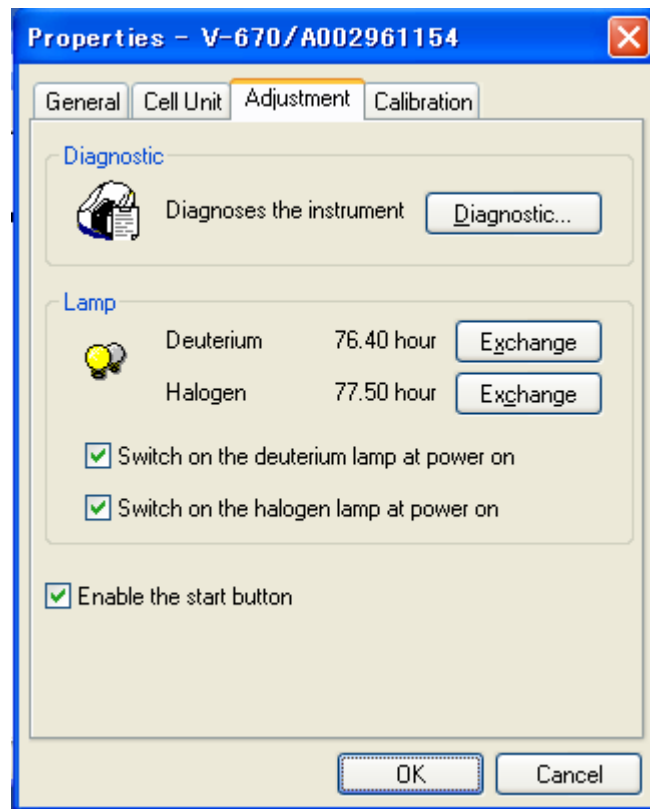 Properties - V-670/A002961154
General Cell Unit Adjustment Calibration
Diagnostic
Diagnoses the instrument Diagnostic...
Lamp
Deuterium 76.40 hour Exchange
Halogen 77.50 hour Exchange
Switch on the deuterium lamp at power on
Switch on the halogen lamp at power on
Enable the start button
OK Cancel